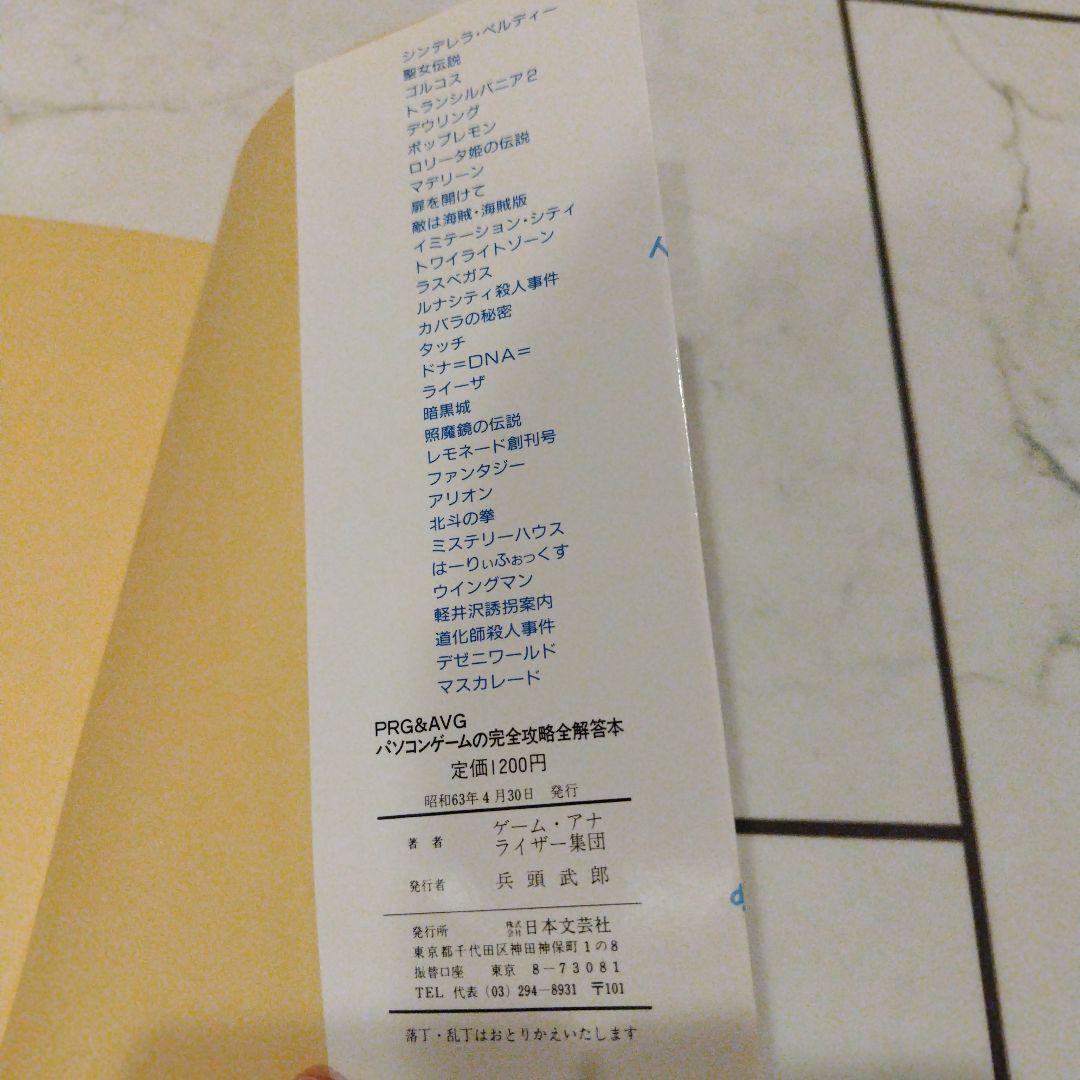 シンデレラ・ペルディー
聖女伝説
ゴルコス
トランシルバニア2
デウリング
ポップレモン
ロリータ姫の伝説
マデリーン
扉を開けて
敵は海賊・海賊版
イミテーション・シティ
トワイライトゾーン
ラスベガス
ルナシティ殺人事件
カバラの秘密
タッチ
ドナ=DNA=
ライーザ
暗黒城
照魔鏡の伝説
レモネード創刊号
ファンタジー
アリオン
北斗の拳
ミステリーハウス
はーりぃふぉっくす
ウイングマン
軽井沢誘拐案内
道化師殺人事件
デゼニワールド
マスカレード
PRG&AVG
パソコンゲームの完全攻略全解答本
定価1200円
昭和63年4月30日 発行
著者 ゲーム・アナ
ライザー集団
発行者 兵頭武郎
発行所 株式会社日本文芸社
東京都千代田区神田神保町1の8
振替口座 東京 8-73081
TEL 代表(03)294-8931 〒101
落丁・乱丁はおとりかえいたします